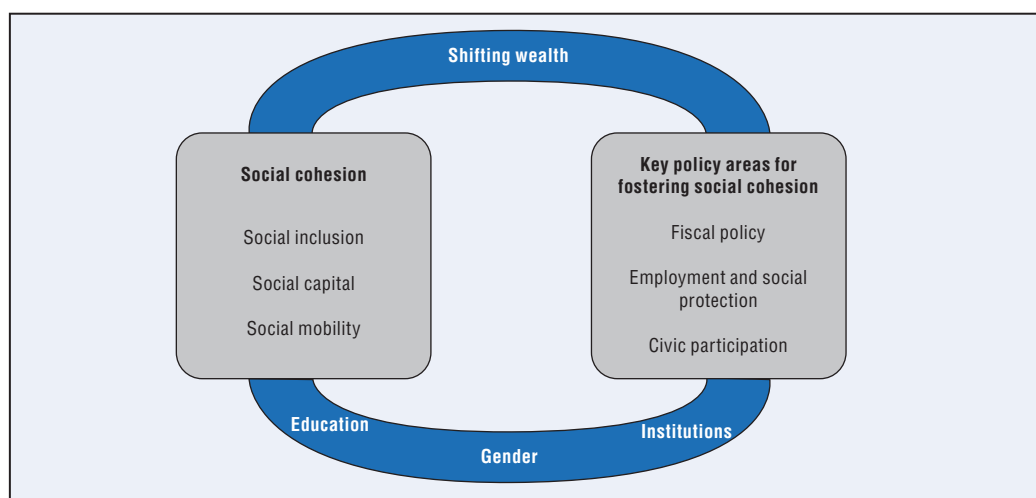 Shifting wealth
Social cohesion
Social inclusion
Social capital
Social mobility
Key policy areas for
fostering social cohesion
Fiscal policy
Employment and social
protection
Civic participation
Education
Gender
Institutions